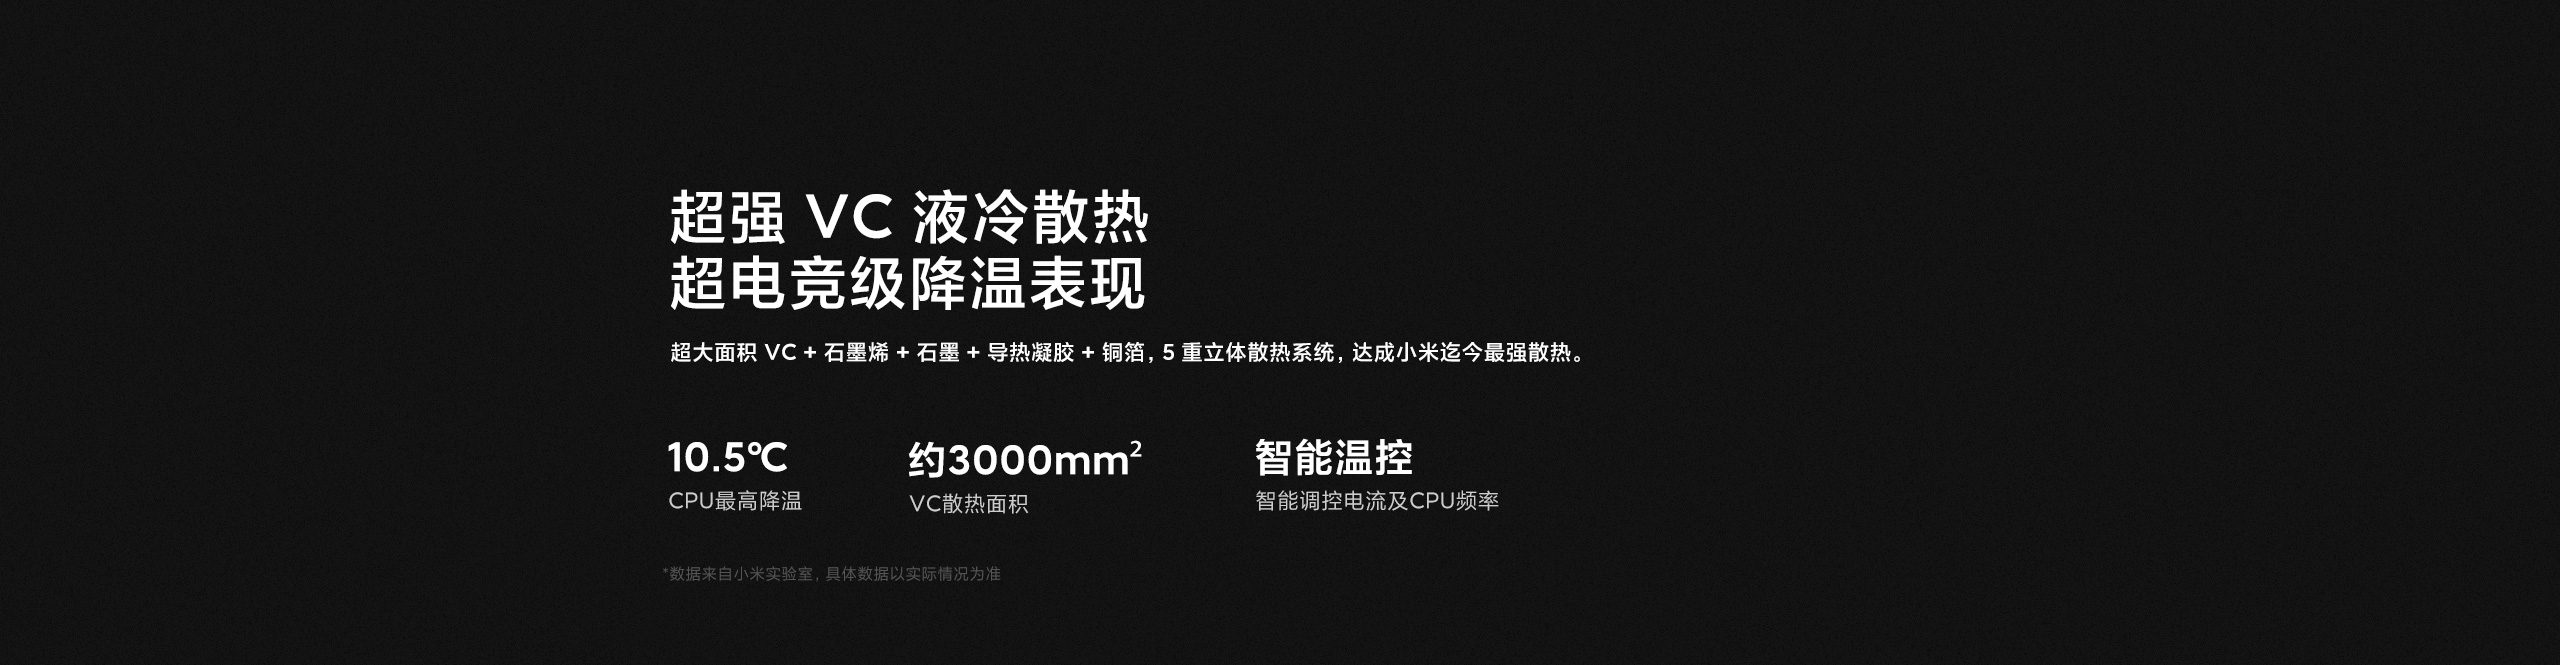 超强 VC 液冷散热
超电竞级降温表现
超大面积 VC + 石墨烯 + 石墨 + 导热凝胶 + 铜箔，5 重立体散热系统，达成小米迄今最强散热。
10.5℃
CPU最高降温
约3000mm²
VC散热面积
智能温控
智能调控电流及CPU频率
*数据来自小米实验室，具体数据以实际情况为准